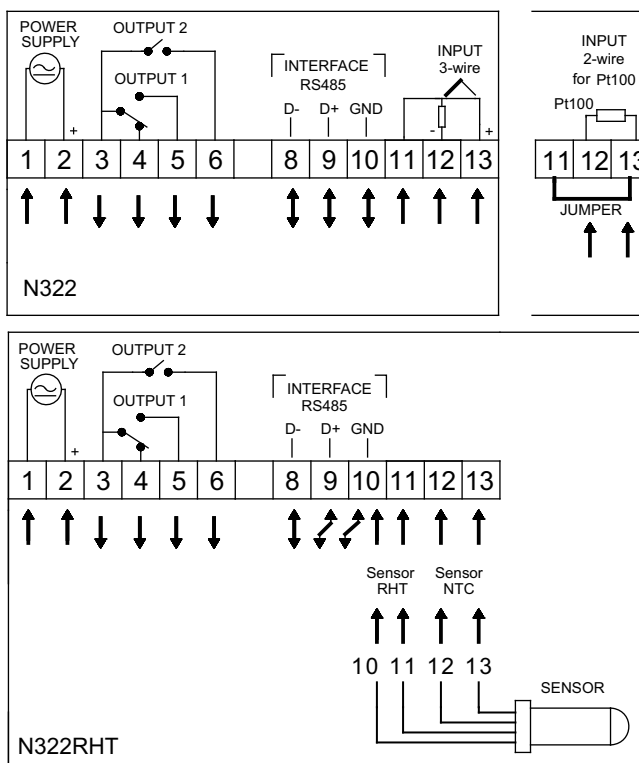 POWER
SUPPLY
OUTPUT 2
OUTPUT 1
INTERFACE
RS485
D- D+ GND
INPUT
3-wire
+ - +
1 2 3 4 5 6 8 9 10 11 12 13
N322
INPUT
2-wire
for Pt100
Pt100
11 12 13
JUMPER
POWER
SUPPLY
OUTPUT 2
OUTPUT 1
INTERFACE
RS485
D- D+ GND
+
1 2 3 4 5 6 8 9 10 11 12 13
Sensor
RHT
Sensor
NTC
10 11 12 13
SENSOR
N322RHT